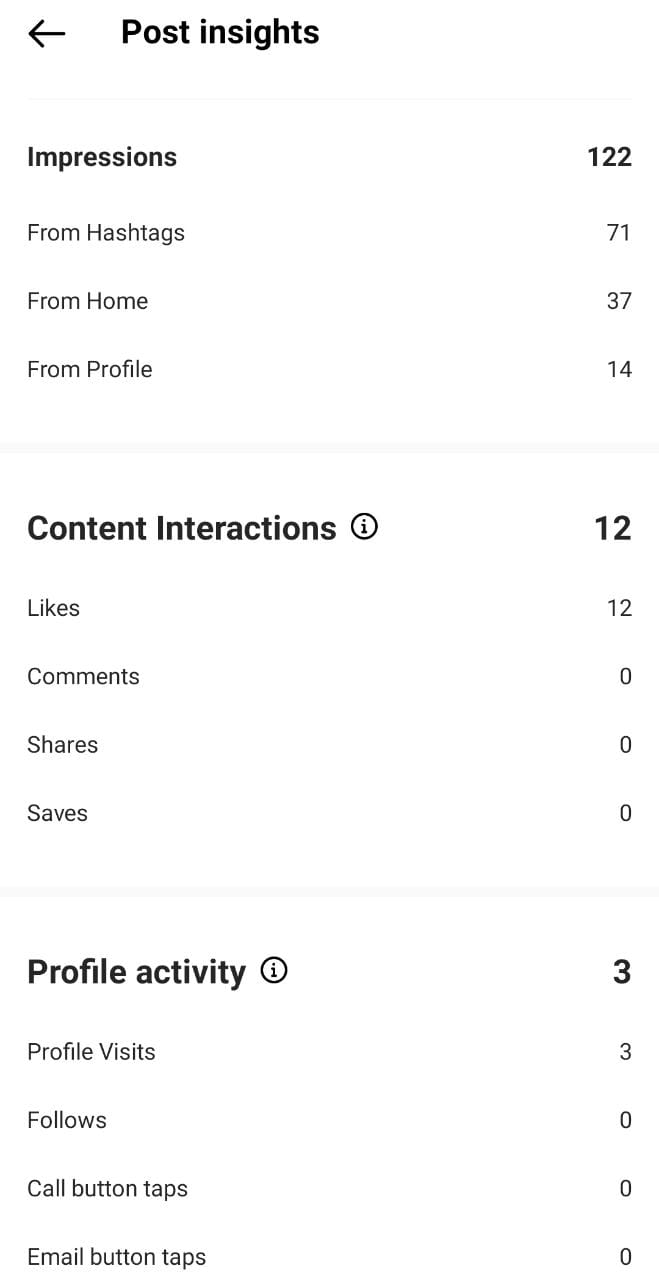 Post insights
Impressions 122
From Hashtags 71
From Home 37
From Profile 14
Content Interactions 12
Likes 12
Comments 0
Shares 0
Saves 0
Profile activity 3
Profile Visits 3
Follows 0
Call button taps 0
Email button taps 0